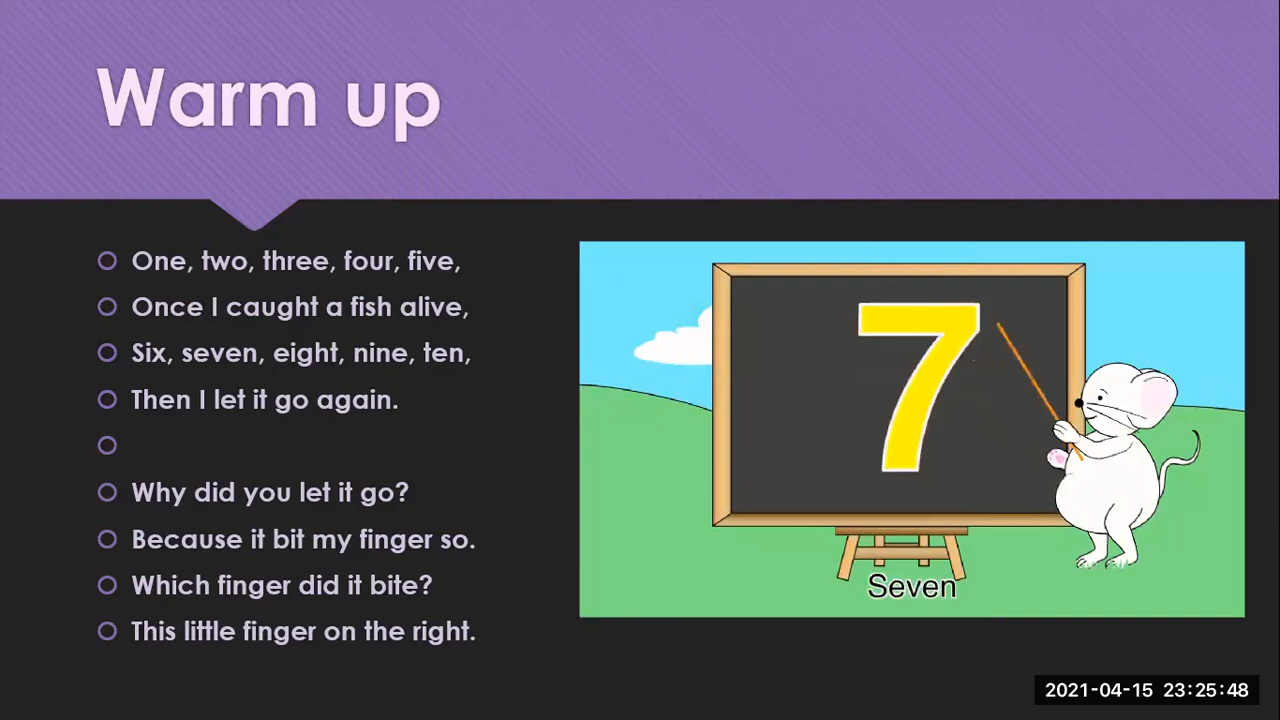 Warm up
One, two, three, four, five,
Once I caught a fish alive,
Six, seven, eight, nine, ten,
Then I let it go again.
Why did you let it go?
Because it bit my finger so.
Which finger did it bite?
This little finger on the right.
7
Seven
2021-04-15 23:25:48